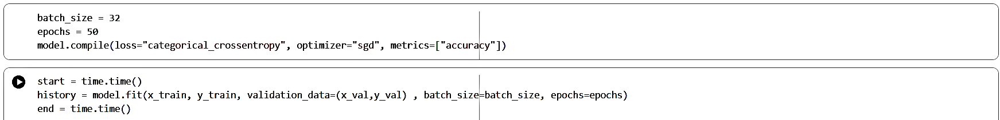 batch_size = 32
epochs = 50
model.compile(loss="categorical_crossentropy", optimizer="sgd", metrics=["accuracy"])
start = time.time()
history = model.fit(x_train, y_train, validation_data=(x_val,y_val) , batch_size=batch_size, epochs=epochs)
end = time.time()